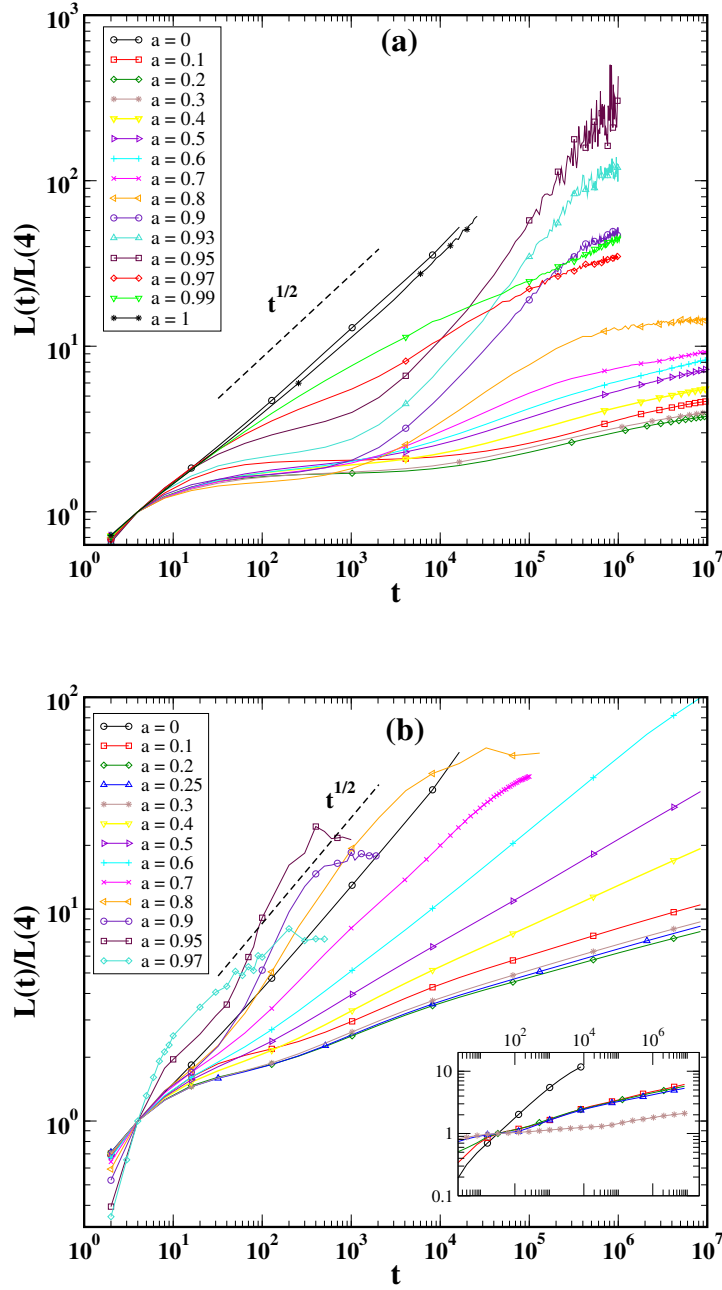 (a)
L(t)/L(4)
10^3
10^2
10^1
10^0
a = 0
a = 0.1
a = 0.2
a = 0.3
a = 0.4
a = 0.5
a = 0.6
a = 0.7
a = 0.8
a = 0.9
a = 0.93
a = 0.95
a = 0.97
a = 0.99
a = 1
t^{1/2}
10^0 10^1 10^2 10^3 10^4 10^5 10^6 10^7
t
(b)
L(t)/L(4)
10^2
10^1
10^0
a = 0
a = 0.1
a = 0.2
a = 0.25
a = 0.3
a = 0.4
a = 0.5
a = 0.6
a = 0.7
a = 0.8
a = 0.9
a = 0.95
a = 0.97
t^{1/2}
10^2 10^4 10^6
10
1
0.1
10^0 10^1 10^2 10^3 10^4 10^5 10^6 10^7
t